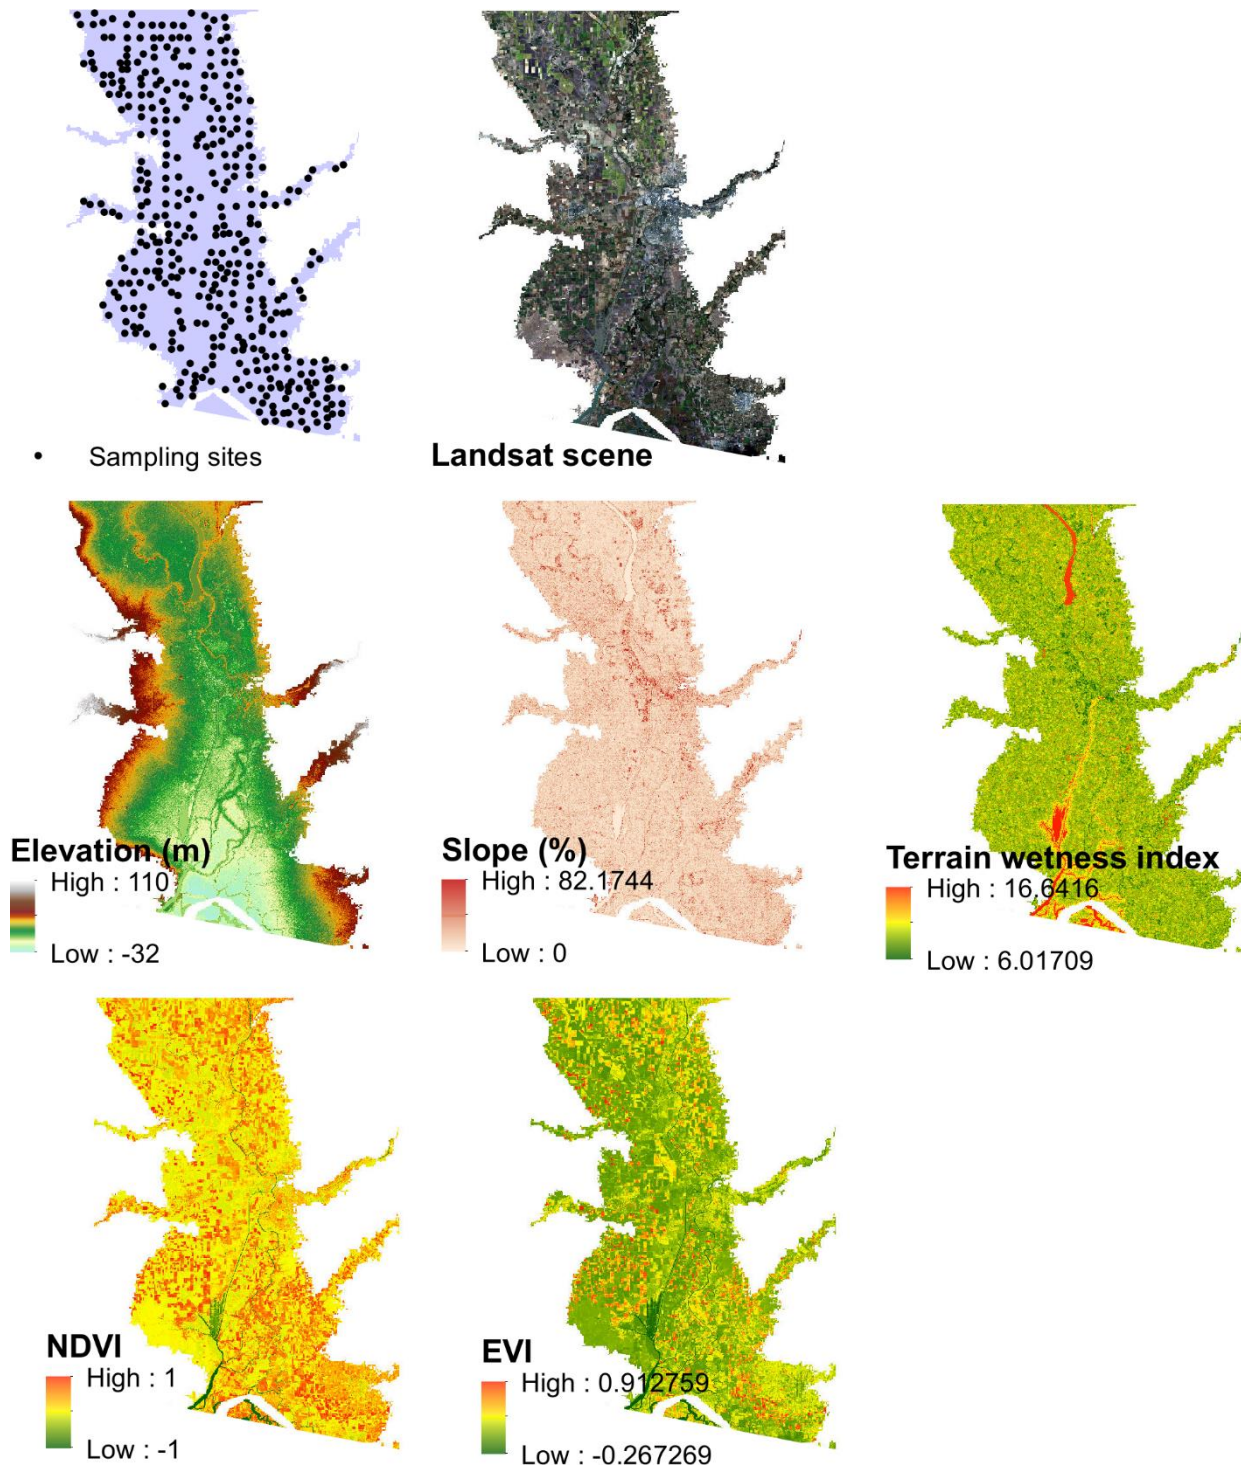 • Sampling sites
Landsat scene
Elevation (m)
High : 110
Low : -32
Slope (%)
High : 82.1744
Low : 0
Terrain wetness index
High : 16.6416
Low : 6.01709
NDVI
High : 1
Low : -1
EVI
High : 0.912759
Low : -0.267269